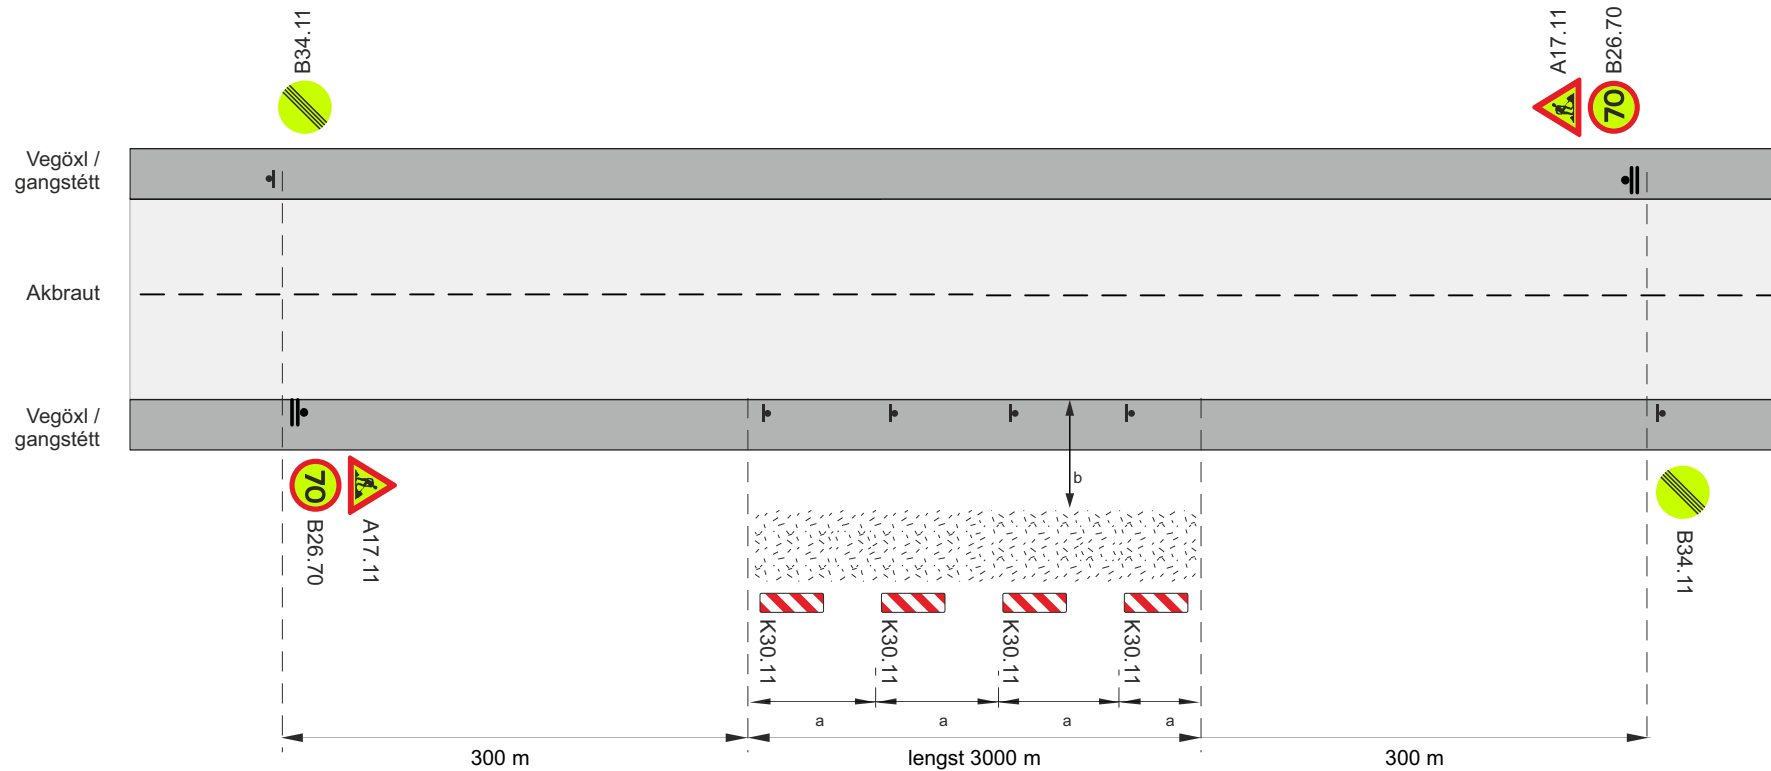 B34.11
A17.11
B26.70
70
Vegöxl /
gangstétt
Akbraut
Vegöxl /
gangstétt
b
70
B26.70
A17.11
B34.11
K30.11
K30.11
K30.11
K30.11
a
a
a
a
300 m
lengst 3000 m
300 m